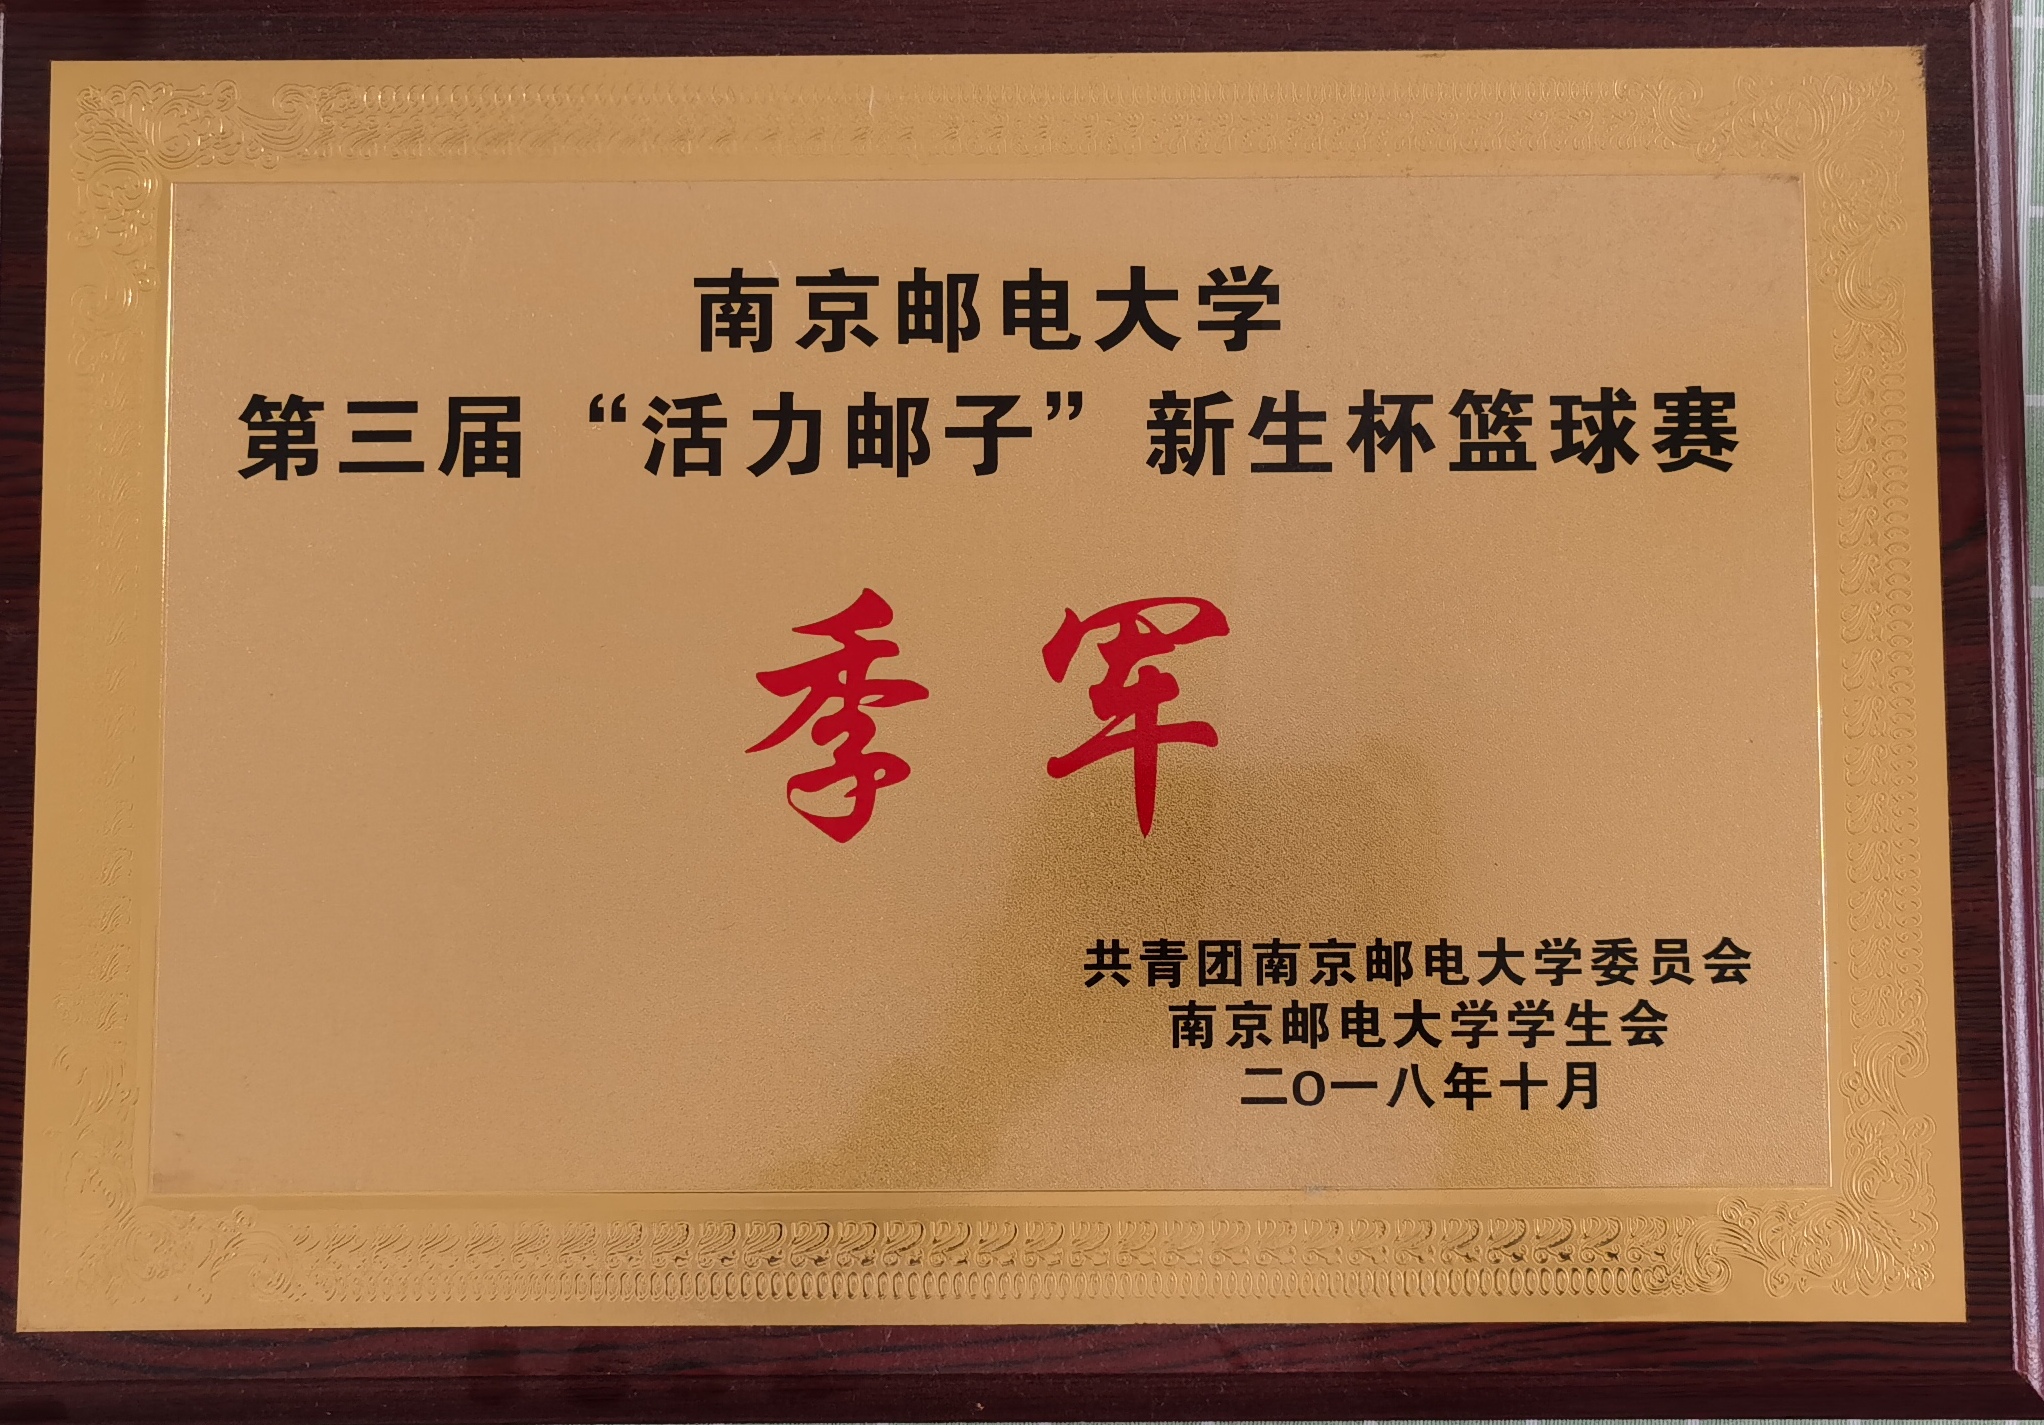 南京邮电大学
第三届“活力邮子”新生杯篮球赛
季军
共青团南京邮电大学委员会
南京邮电大学学生会
二〇一八年十月